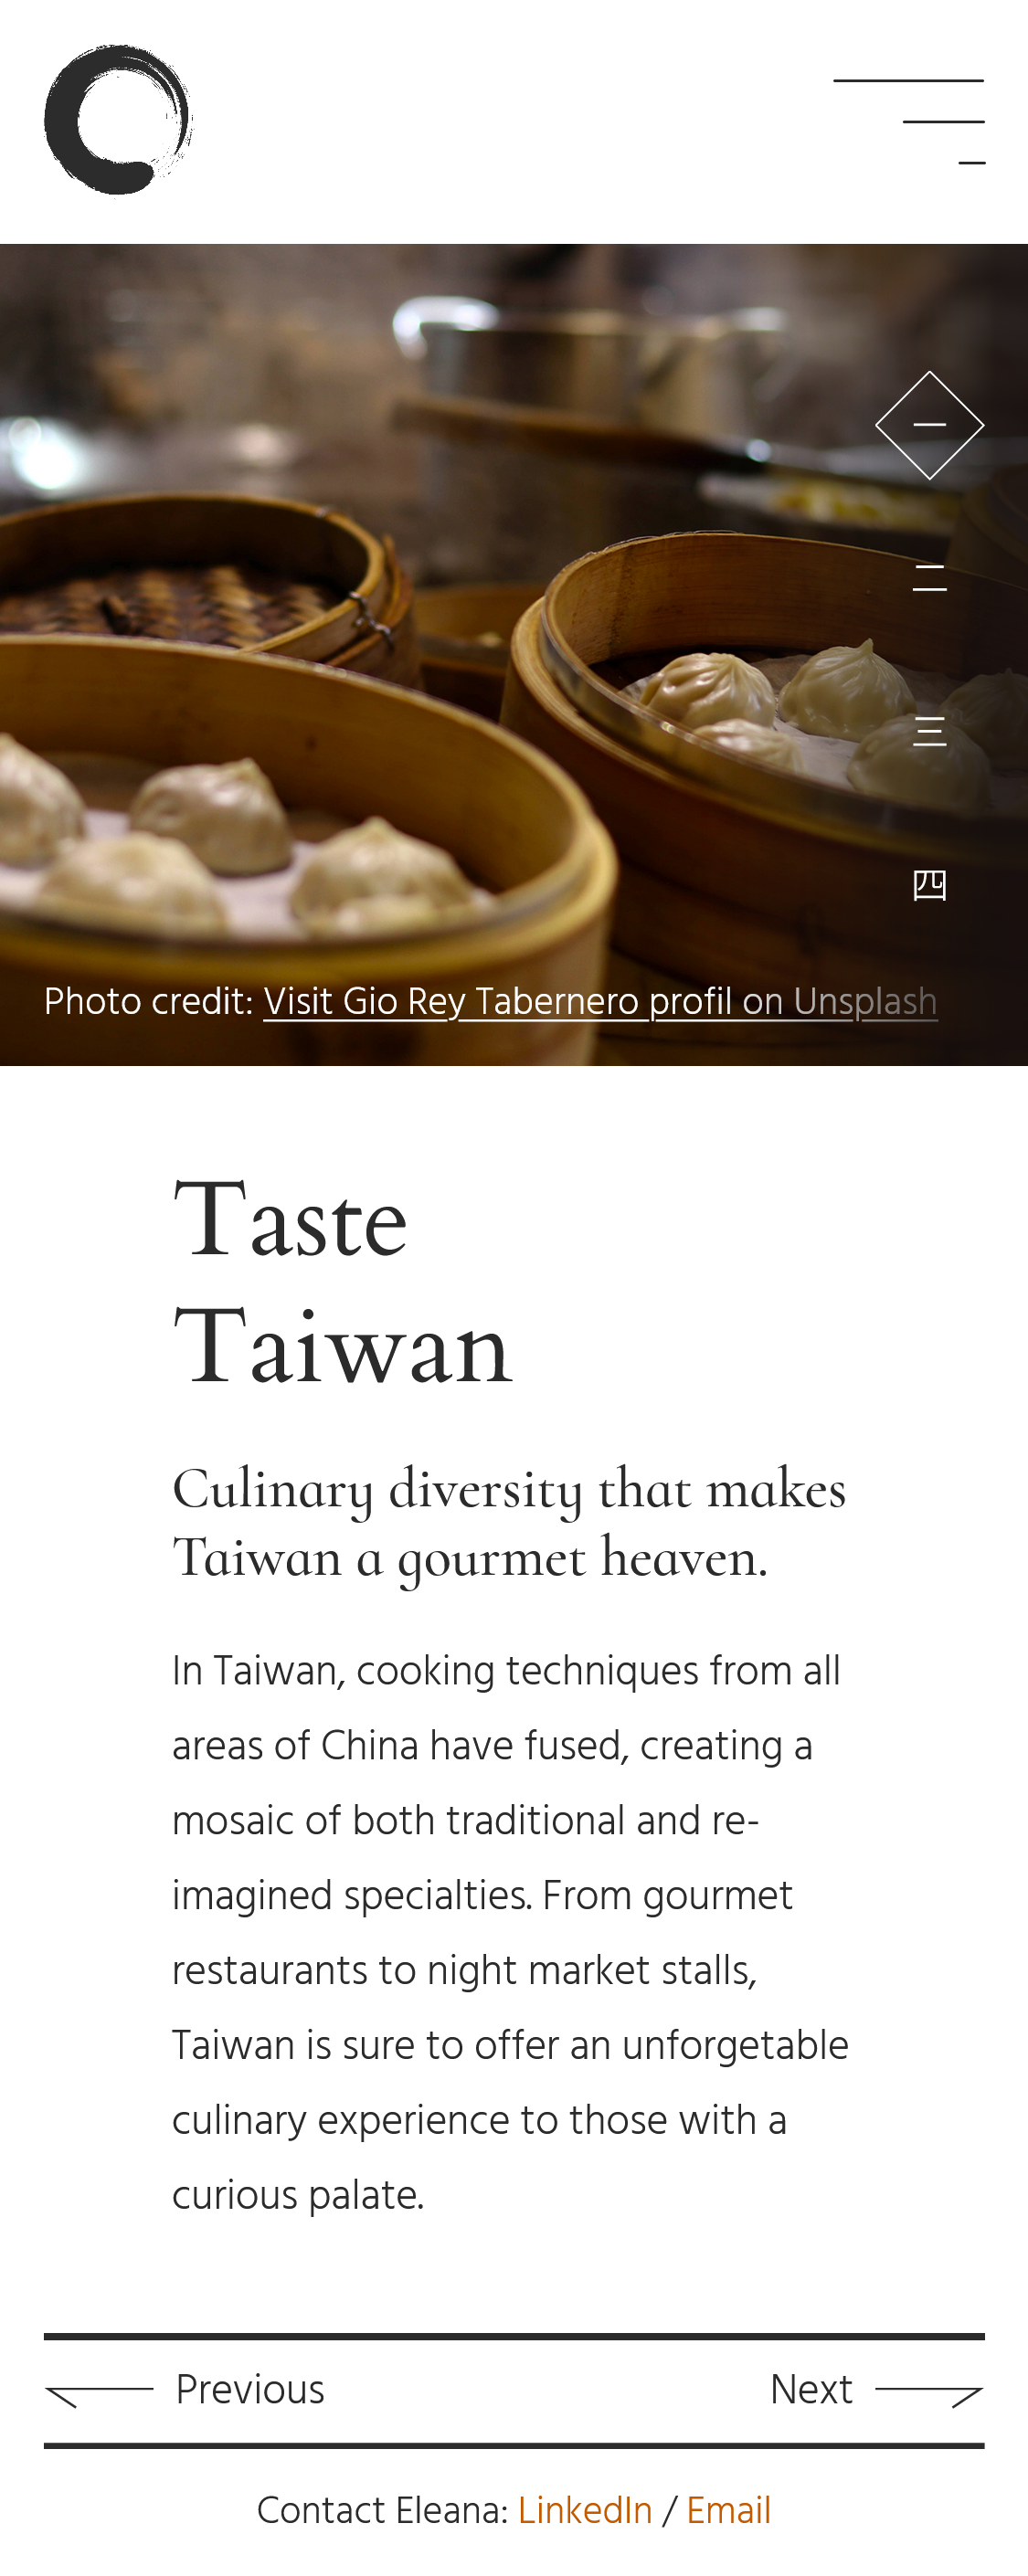 一
二
三
四
Photo credit: Visit Gio Rey Tabernero profil on Unsplash
Taste
Taiwan
Culinary diversity that makes
Taiwan a gourmet heaven.
In Taiwan, cooking techniques from all
areas of China have fused, creating a
mosaic of both traditional and re-
imagined specialties. From gourmet
restaurants to night market stalls,
Taiwan is sure to offer an unforgetable
culinary experience to those with a
curious palate.
Previous
Next
Contact Eleana: LinkedIn / Email